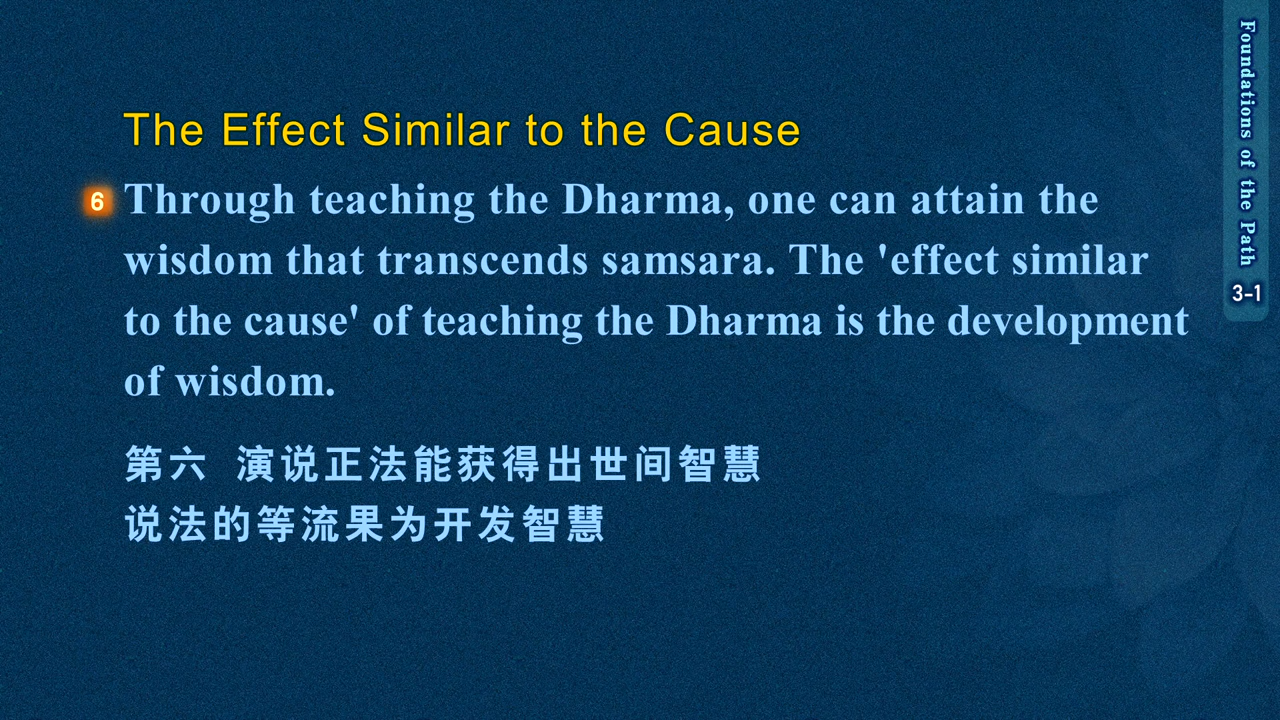 The Effect Similar to the Cause
6 Through teaching the Dharma, one can attain the
wisdom that transcends samsara. The 'effect similar
to the cause' of teaching the Dharma is the development
of wisdom.
第六 演说正法能获得出世间智慧
说法的等流果为开发智慧
Foundations of the Path
3-1